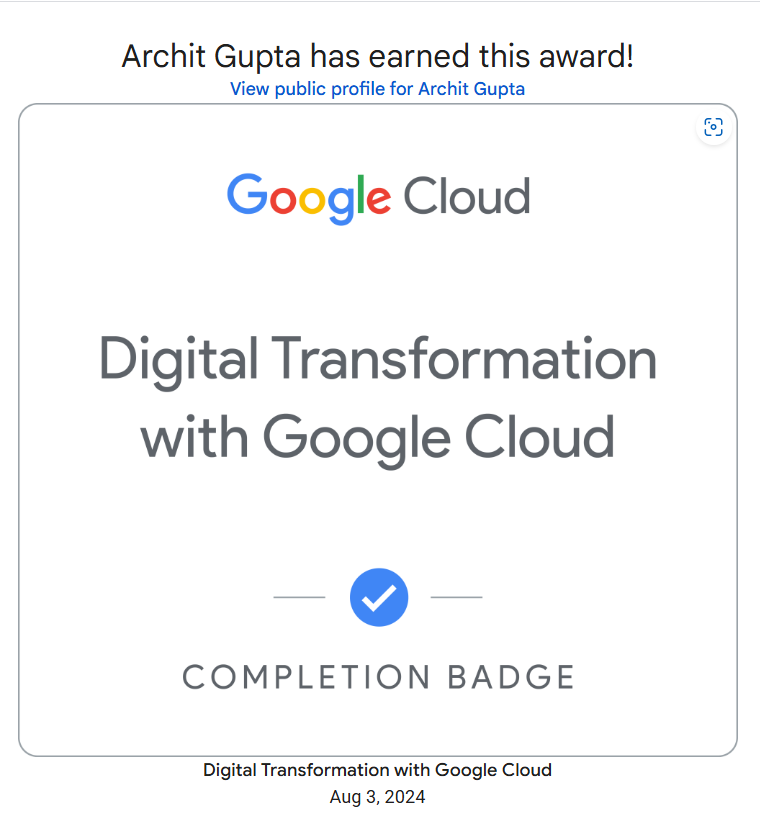 Archit Gupta has earned this award!
View public profile for Archit Gupta
Google Cloud
Digital Transformation
with Google Cloud
COMPLETION BADGE
Digital Transformation with Google Cloud
Aug 3, 2024